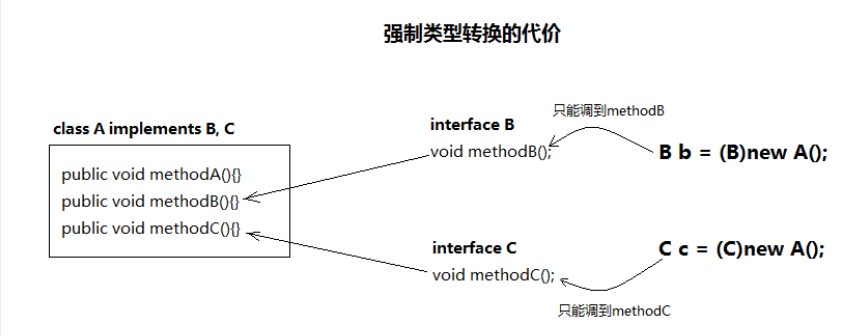 强制类型转换的代价
class A implements B, C
public void methodA(){}
public void methodB(){}
public void methodC(){}
interface B
void methodB();
只能调到methodB
B b = (B)new A();
interface C
void methodC();
C c = (C)new A();
只能调到methodC